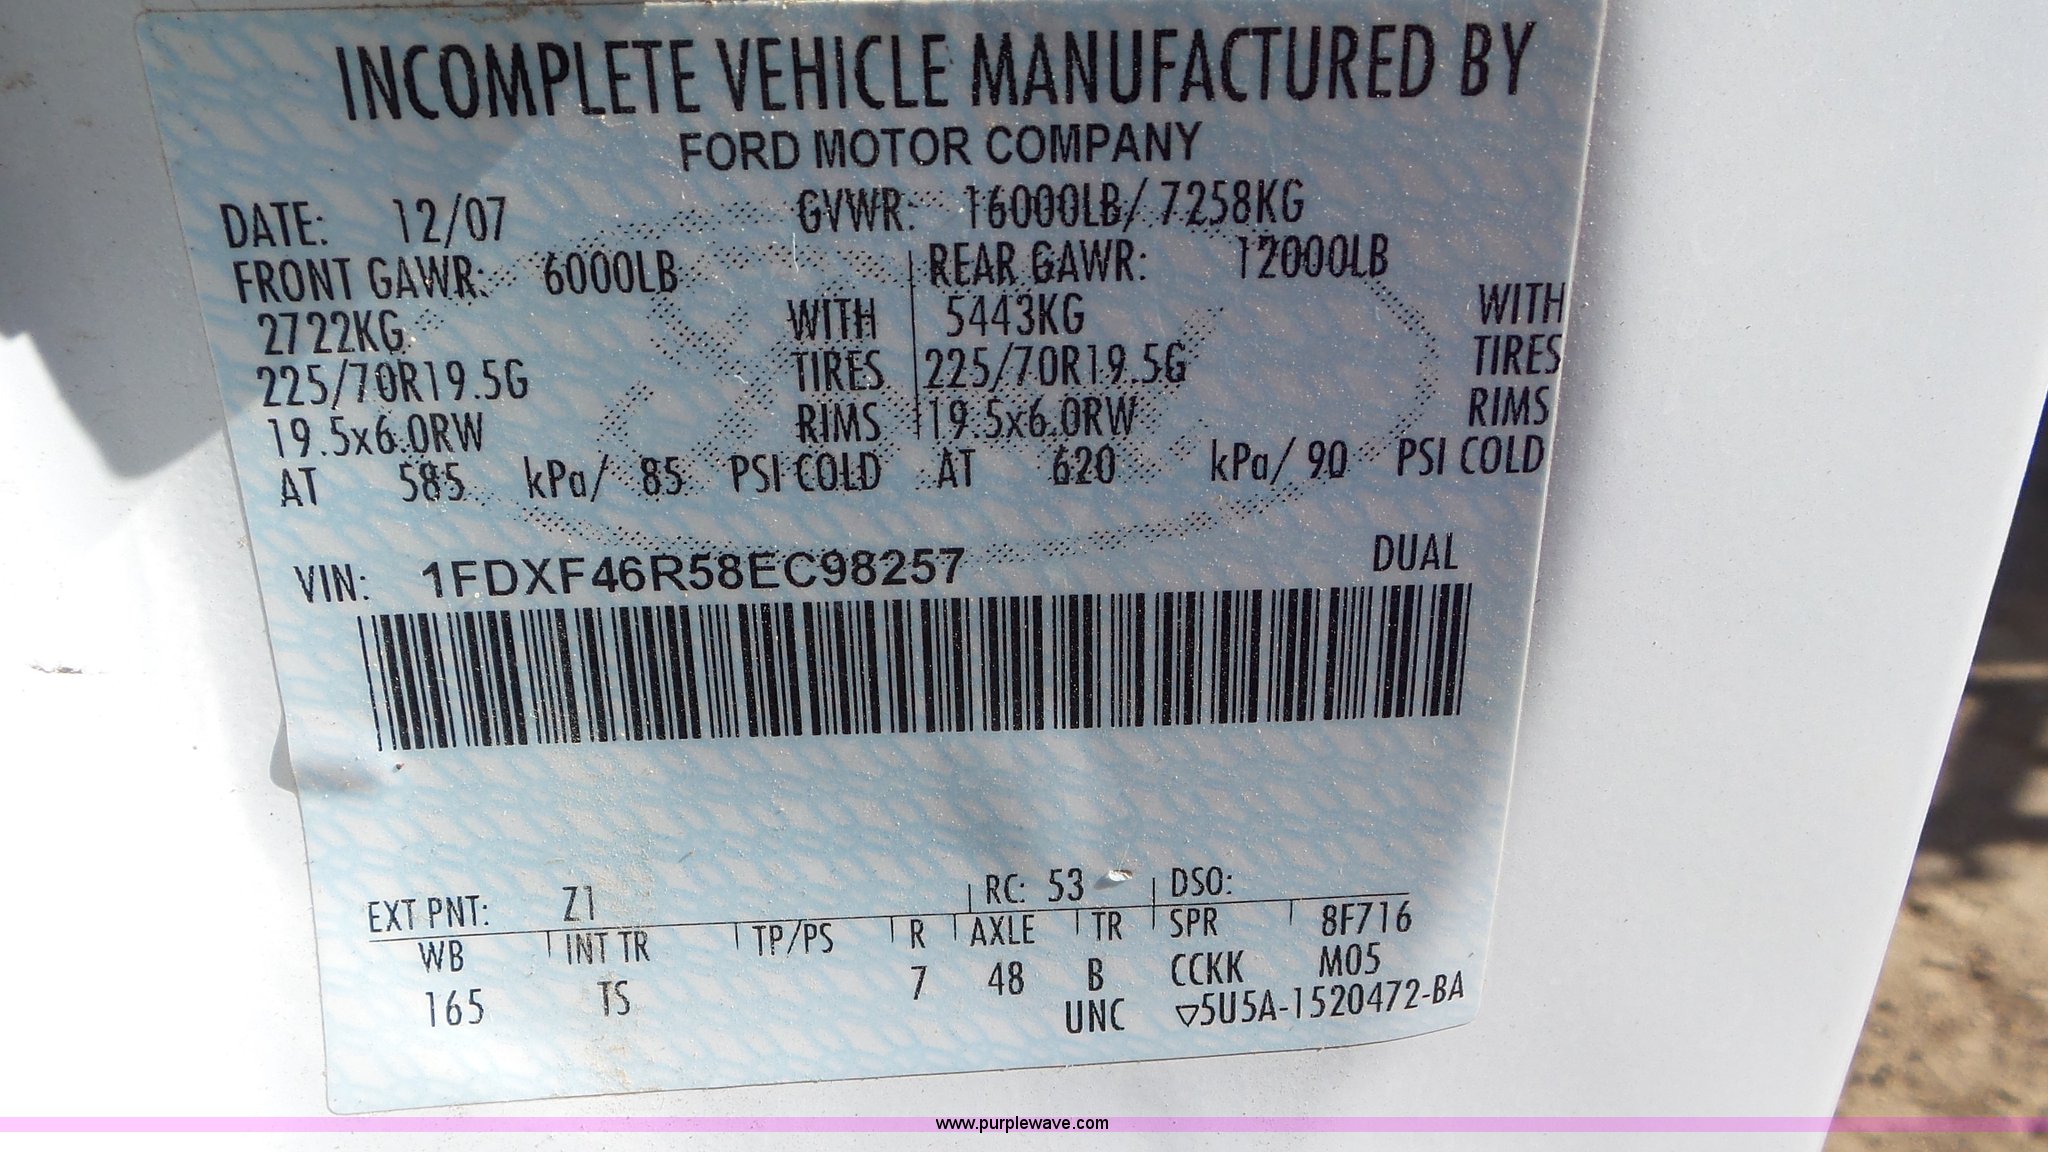 INCOMPLETE VEHICLE MANUFACTURED BY
FORD MOTOR COMPANY
DATE: 12/07 GVWR: 16000LB/ 7258KG
FRONT GAWR: 6000LB REAR GAWR: 12000LB
2722KG WITH 5443KG WITH
225/70R19.5G TIRES 225/70R19.5G TIRES
19.5x6.0RW RIMS 19.5x6.0RW RIMS
AT 585 kPa/ 85 PSI COLD AT 620 kPa/ 90 PSI COLD
VIN: 1FDXF46R58EC98257 DUAL
EXT PNT: Z1 RC: 53 DSO:
WB INT TR TP/PS R AXLE TR SPR 8F716
165 TS 7 48 B CCKK M05
UNC ▽5U5A-1520472-BA
www.purplewave.com